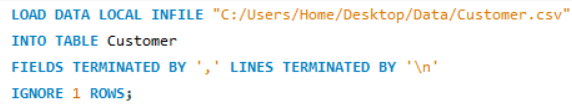 LOAD DATA LOCAL INFILE "C:/Users/Home/Desktop/Data/Customer.csv"
INTO TABLE Customer
FIELDS TERMINATED BY ',' LINES TERMINATED BY '\n'
IGNORE 1 ROWS;